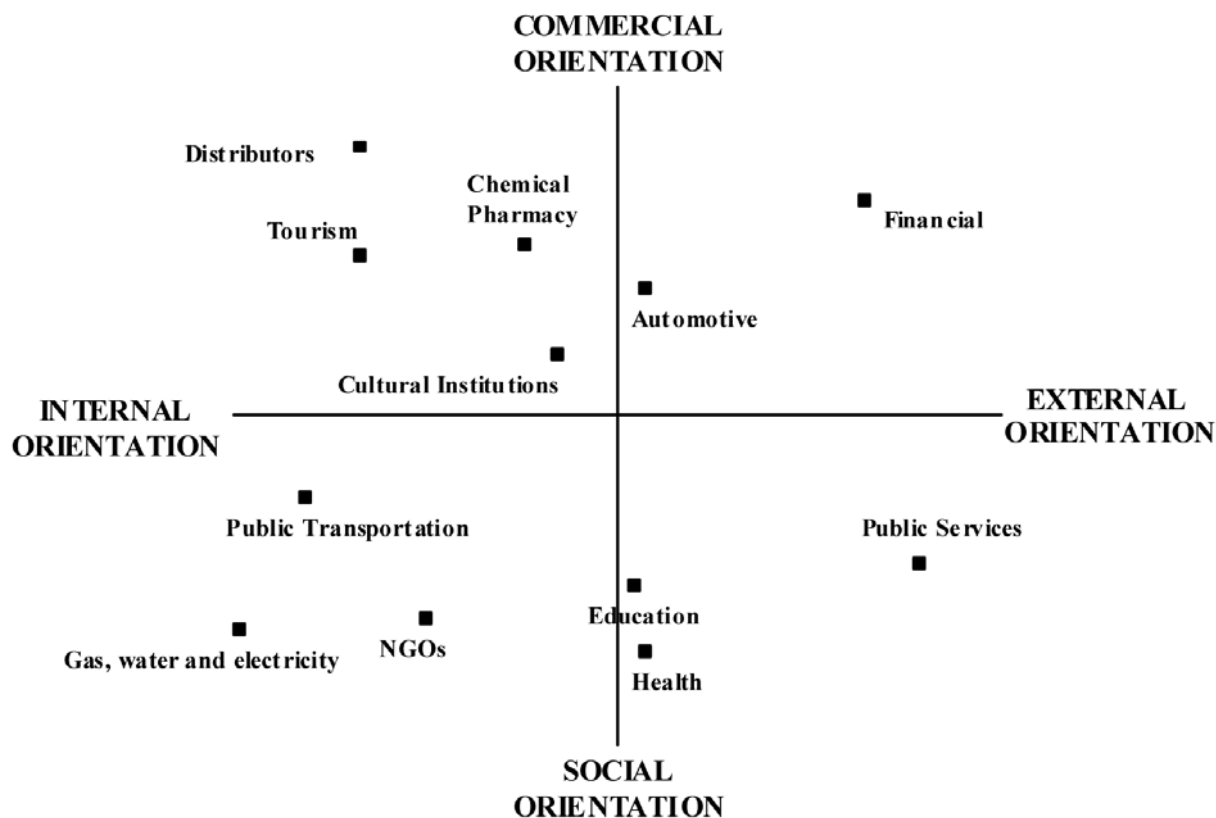 COMMERCIAL
ORIENTATION
Distributors
Chemical
Pharmacy
Tourism
Financial
Automotive
Cultural Institutions
INTERNAL
ORIENTATION
EXTERNAL
ORIENTATION
Public Transportation
Public Services
Education
NGOs
Gas, water and electricity
Health
SOCIAL
ORIENTATION